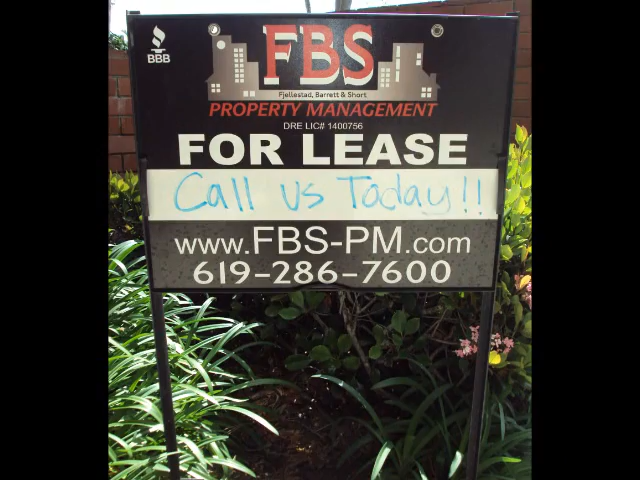 BBB
FBS
Fjellestad, Barrett & Short
PROPERTY MANAGEMENT
DRE LIC# 1400756
FOR LEASE
Call us Today!!
www.FBS-PM.com
619-286-7600